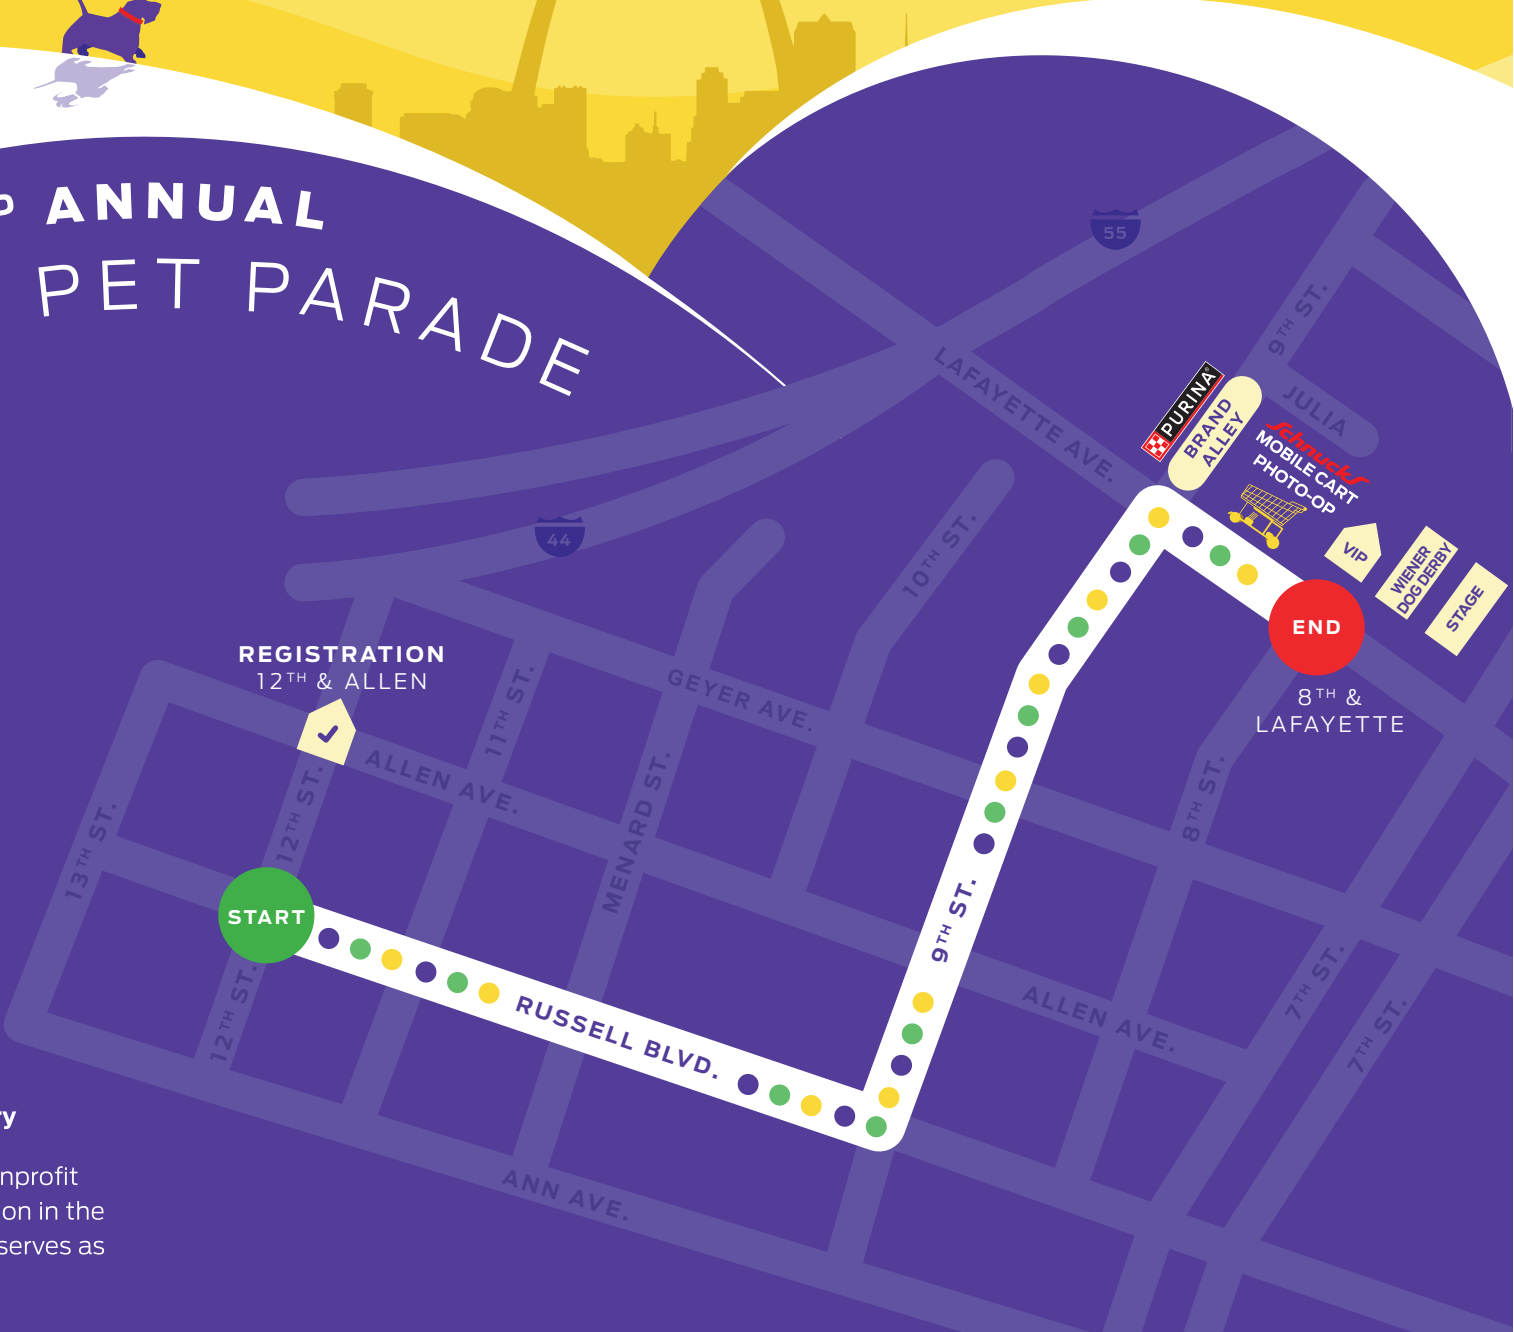 ANNUAL
PET PARADE
55
9TH ST.
LAFAYETTE AVE.
JULIA
PURINA
BRAND
ALLEY
Schnucks
MOBILE CART
PHOTO-OP
44
10TH ST.
VIP
WIENER
DOG DERBY
STAGE
END
8TH &
LAFAYETTE
REGISTRATION
12TH & ALLEN
11TH ST.
GEYER AVE.
ALLEN AVE.
12TH ST.
13TH ST.
MENARD ST.
8TH ST.
START
9TH ST.
12TH ST.
RUSSELL BLVD.
ALLEN AVE.
7TH ST.
7TH ST.
ANN AVE.
ry
nprofit
on in the
serves as